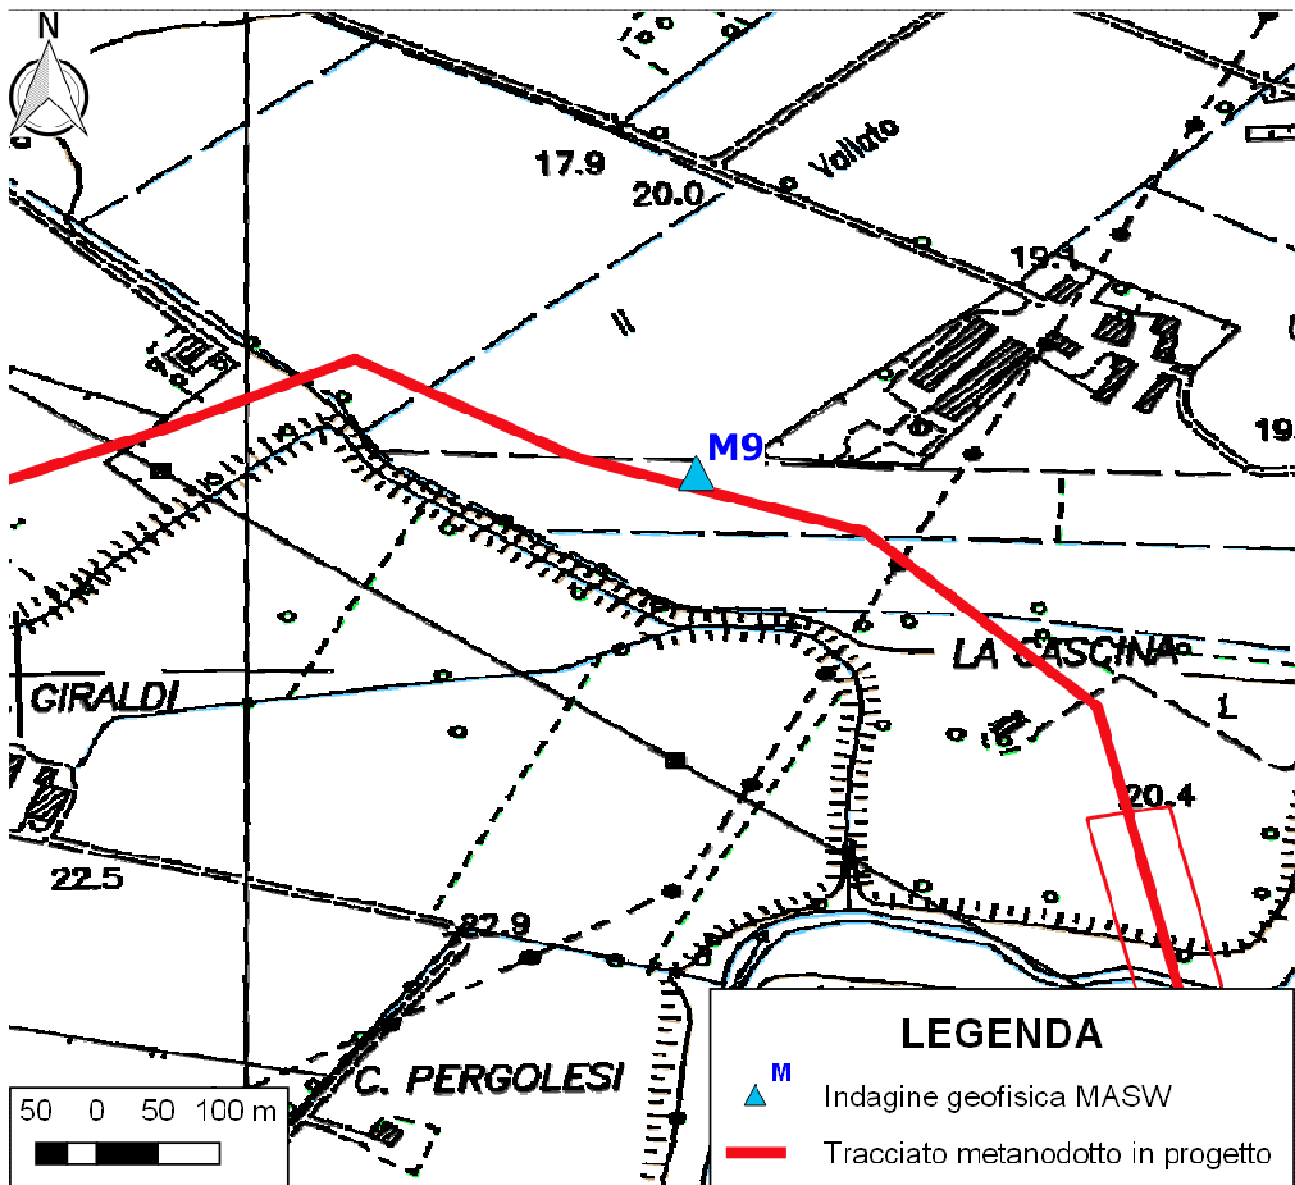 N
17.9
20.0
Vallato
19.1
19.
M9
LA CASCINA
GIRALDI
20.4
22.5
22.9
C. PERGOLESI
50 0 50 100 m
LEGENDA
M
Indagine geofisica MASW
Tracciato metanodotto in progetto